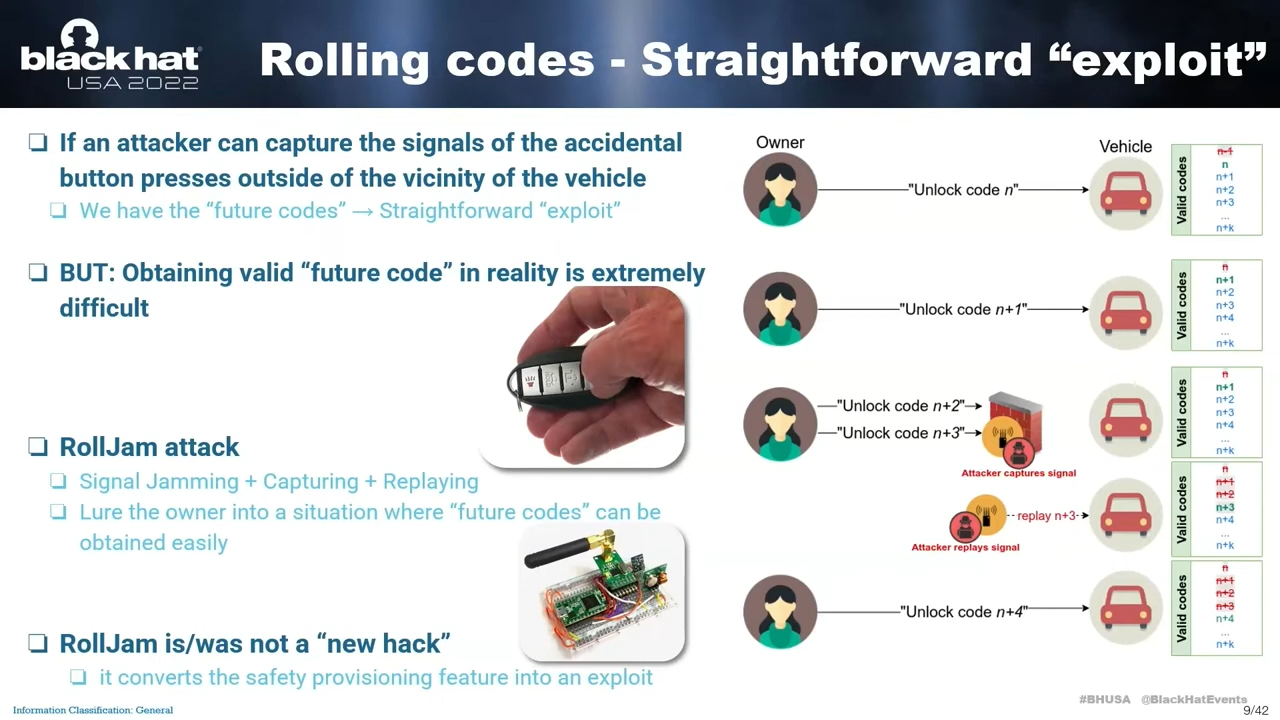 black hat
USA 2022
Rolling codes - Straightforward “exploit”
If an attacker can capture the signals of the accidental
button presses outside of the vicinity of the vehicle
We have the “future codes” → Straightforward “exploit”
BUT: Obtaining valid “future code” in reality is extremely
difficult
RollJam attack
Signal Jamming + Capturing + Replaying
Lure the owner into a situation where “future codes” can be
obtained easily
RollJam is/was not a “new hack”
it converts the safety provisioning feature into an exploit
Owner
Vehicle
"Unlock code n"
Valid codes
n-1
n
n+1
n+2
n+3
...
n+k
"Unlock code n+1"
Valid codes
n
n+1
n+2
n+3
n+4
...
n+k
"Unlock code n+2"
"Unlock code n+3"
Attacker captures signal
Valid codes
n
n+1
n+2
n+3
n+4
...
n+k
replay n+3
Attacker replays signal
Valid codes
n
n+1
n+2
n+3
n+4
...
n+k
"Unlock code n+4"
Valid codes
n
n+1
n+2
n+3
n+4
...
n+k
#BHUSA @BlackHatEvents
Information Classification: General
9/42